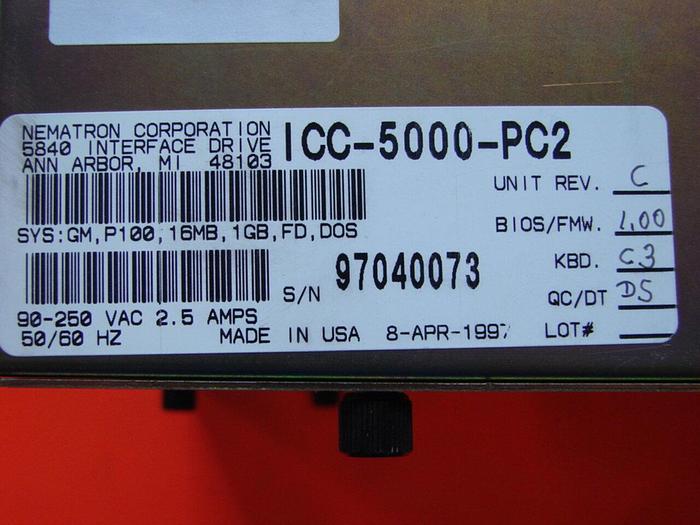 NEMATRON CORPORATION
5840 INTERFACE DRIVE
ANN ARBOR, MI 48103
ICC-5000-PC2
UNIT REV. C
SYS:GM,P100,16MB,1GB,FD,DOS
BIOS/FMW. 1.00
KBD. C3
S/N 97040073
QC/DT DS
90-250 VAC 2.5 AMPS
50/60 HZ MADE IN USA 8-APR-1997 LOT#